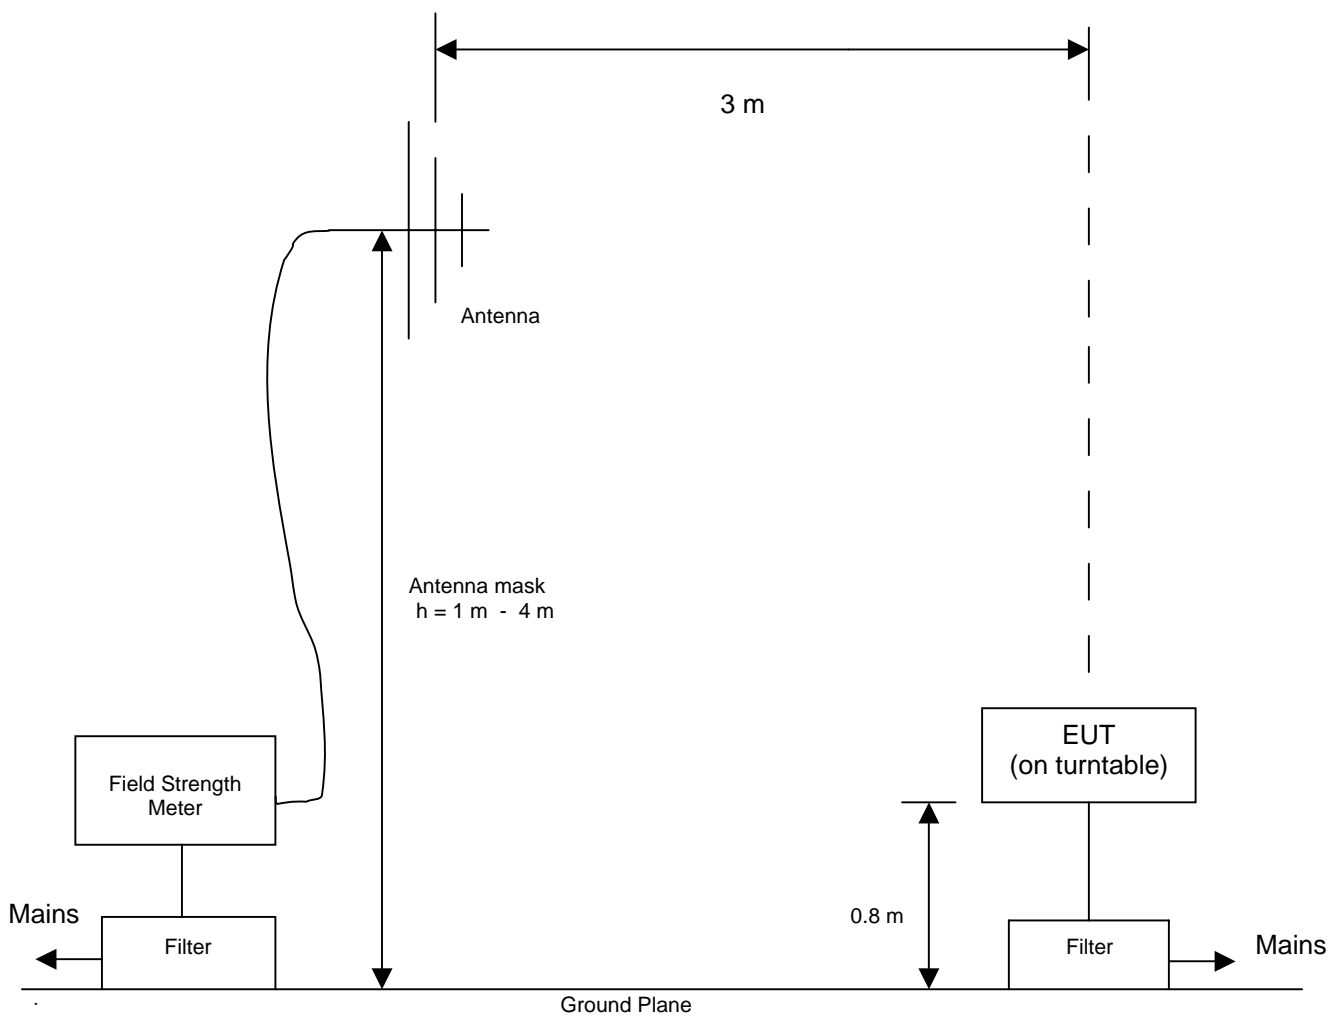 3 m
Antenna
Antenna mask
h = 1 m - 4 m
EUT
(on turntable)
Field Strength
Meter
0.8 m
Mains
Filter
Filter
Mains
Ground Plane